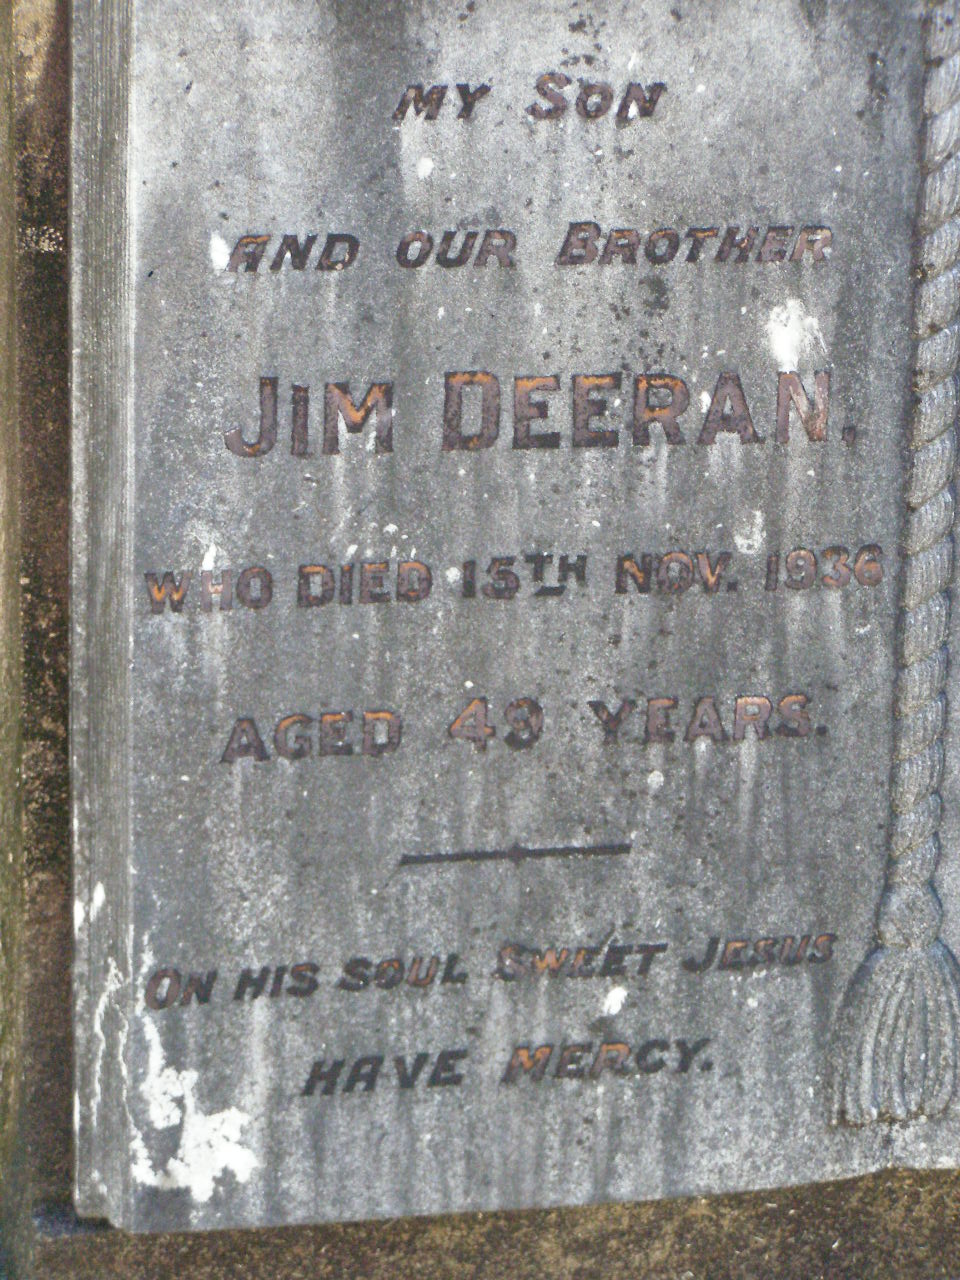 MY SON
AND OUR BROTHER
JIM DEERAN.
WHO DIED 15TH NOV. 1936
AGED 49 YEARS.
ON HIS SOUL SWEET JESUS
HAVE MERCY.